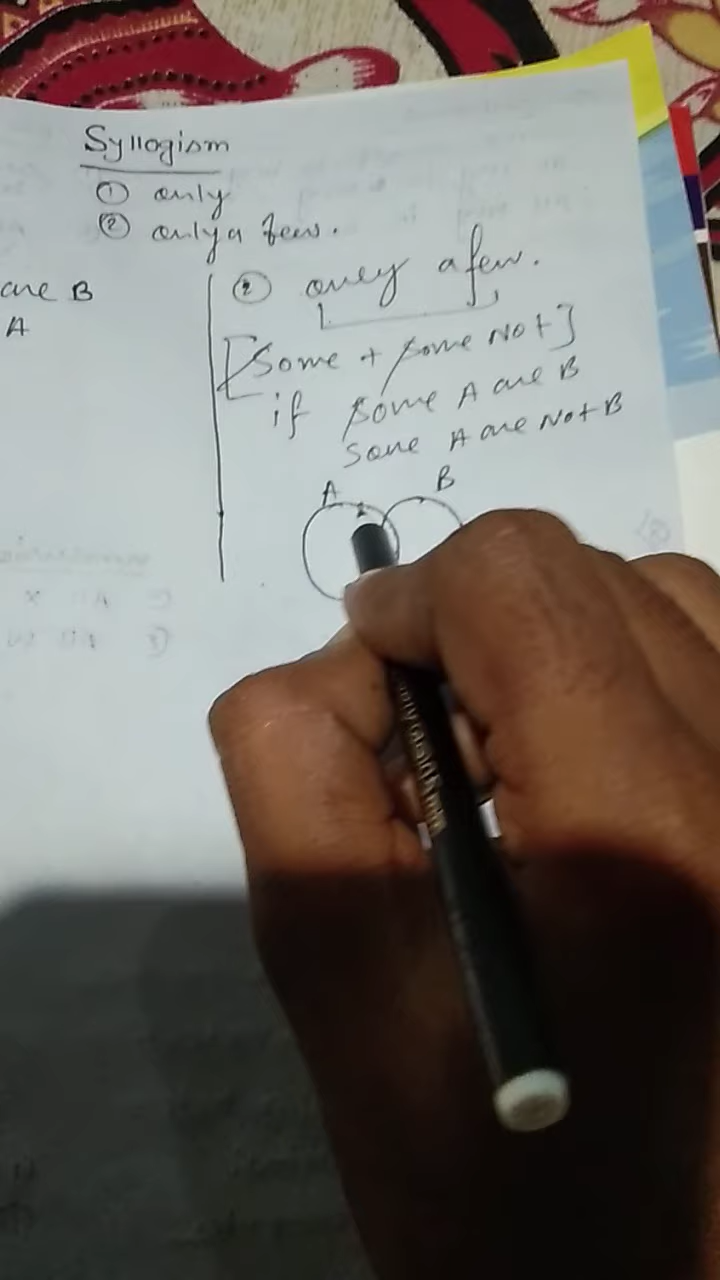 Syllogism
① only
② only a few.
are B
A
② only a few.
[Some + some Not]
if some A are B
Some A are Not B
A B